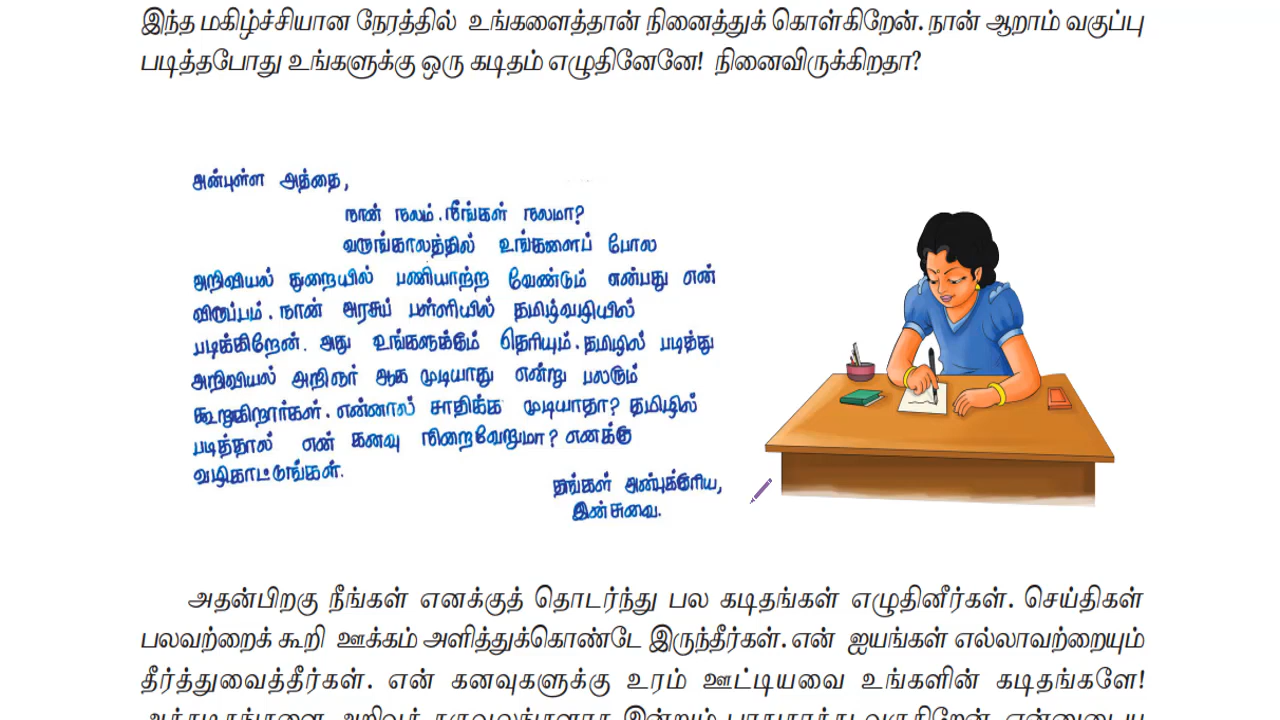 இந்த மகிழ்ச்சியான நேரத்தில் உங்களைத்தான் நினைத்துக் கொள்கிறேன். நான் ஆறாம் வகுப்பு
படித்தபோது உங்களுக்கு ஒரு கடிதம் எழுதினேனே! நினைவிருக்கிறதா?
அன்புள்ள அத்தை,
நான் நலம். நீங்கள் நலமா?
வருங்காலத்தில் உங்களைப் போல
அறிவியல் துறையில் பணியாற்ற வேண்டும் என்பது என்
விருப்பம். நான் அரசுப் பள்ளியில் தமிழ்வழியில்
படிக்கிறேன். அது உங்களுக்கும் தெரியும். தமிழில் படித்து
அறிவியல் அறிஞர் ஆக முடியாது என்று பலரும்
கூறுகிறார்கள். என்னால் சாதிக்க முடியாதா? தமிழில்
படித்தால் என் கனவு நிறைவேறுமா? எனக்கு
வழிகாட்டுங்கள்.
தங்கள் அன்புக்குரிய,
இன்சுவை.
அதன்பிறகு நீங்கள் எனக்குத் தொடர்ந்து பல கடிதங்கள் எழுதினீர்கள். செய்திகள்
பலவற்றைக் கூறி ஊக்கம் அளித்துக்கொண்டே இருந்தீர்கள். என் ஐயங்கள் எல்லாவற்றையும்
தீர்த்துவைத்தீர்கள். என் கனவுகளுக்கு உரம் ஊட்டியவை உங்களின் கடிதங்களே!